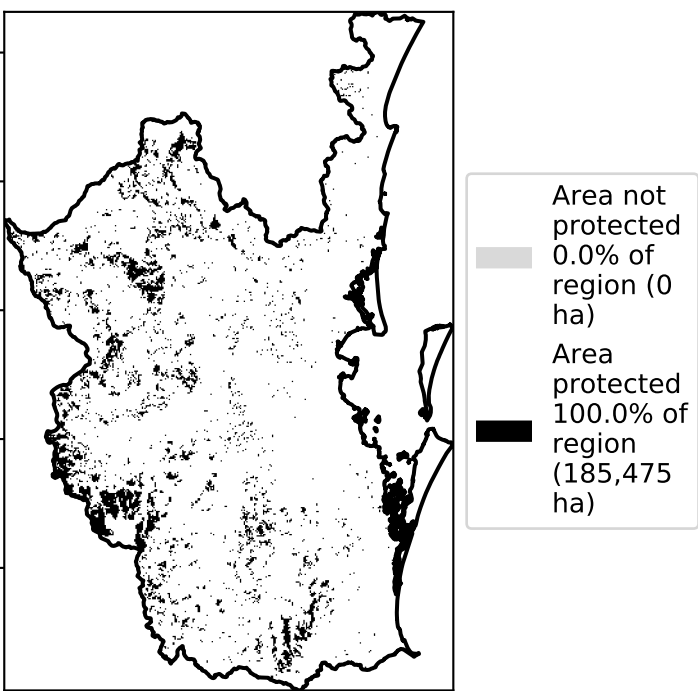 Area not
protected
0.0% of
region (0
ha)
Area
protected
100.0% of
region
(185,475
ha)